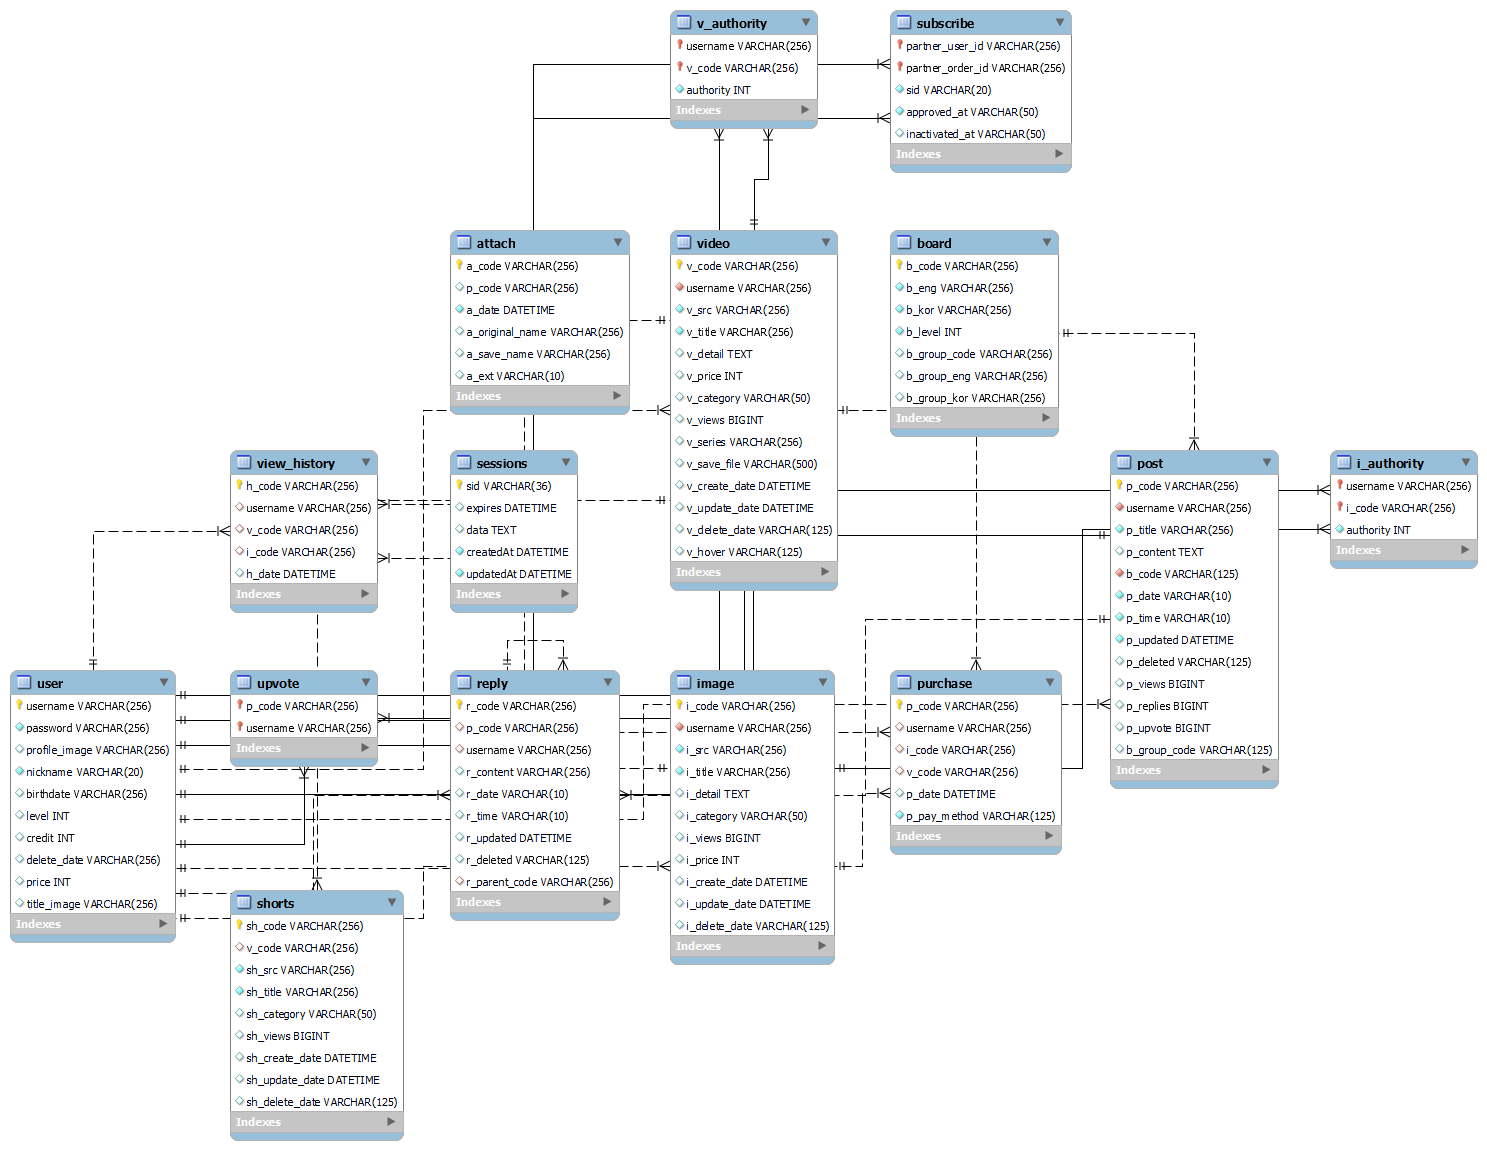 v_authority
username VARCHAR(256)
v_code VARCHAR(256)
authority INT
Indexes
subscribe
partner_user_id VARCHAR(256)
partner_order_id VARCHAR(256)
sid VARCHAR(20)
approved_at VARCHAR(50)
inactivated_at VARCHAR(50)
Indexes
attach
a_code VARCHAR(256)
p_code VARCHAR(256)
a_date DATETIME
a_original_name VARCHAR(256)
a_save_name VARCHAR(256)
a_ext VARCHAR(10)
Indexes
video
v_code VARCHAR(256)
username VARCHAR(256)
v_src VARCHAR(256)
v_title VARCHAR(256)
v_detail TEXT
v_price INT
v_category VARCHAR(50)
v_views BIGINT
v_series VARCHAR(256)
v_save_file VARCHAR(500)
v_create_date DATETIME
v_update_date DATETIME
v_delete_date VARCHAR(125)
v_hover VARCHAR(125)
Indexes
board
b_code VARCHAR(256)
b_eng VARCHAR(256)
b_kor VARCHAR(256)
b_level INT
b_group_code VARCHAR(256)
b_group_eng VARCHAR(256)
b_group_kor VARCHAR(256)
Indexes
view_history
h_code VARCHAR(256)
username VARCHAR(256)
v_code VARCHAR(256)
i_code VARCHAR(256)
h_date DATETIME
Indexes
sessions
sid VARCHAR(36)
expires DATETIME
data TEXT
createdAt DATETIME
updatedAt DATETIME
Indexes
post
p_code VARCHAR(256)
username VARCHAR(256)
p_title VARCHAR(256)
p_content TEXT
b_code VARCHAR(125)
p_date VARCHAR(10)
p_time VARCHAR(10)
p_updated DATETIME
p_deleted VARCHAR(125)
p_views BIGINT
p_replies BIGINT
p_upvote BIGINT
b_group_code VARCHAR(125)
Indexes
i_authority
username VARCHAR(256)
i_code VARCHAR(256)
authority INT
Indexes
user
username VARCHAR(256)
password VARCHAR(256)
profile_image VARCHAR(256)
nickname VARCHAR(20)
birthdate VARCHAR(256)
level INT
credit INT
delete_date VARCHAR(256)
price INT
title_image VARCHAR(256)
Indexes
upvote
p_code VARCHAR(256)
username VARCHAR(256)
Indexes
reply
r_code VARCHAR(256)
p_code VARCHAR(256)
username VARCHAR(256)
r_content VARCHAR(256)
r_date VARCHAR(10)
r_time VARCHAR(10)
r_updated DATETIME
r_deleted VARCHAR(125)
r_parent_code VARCHAR(256)
Indexes
image
i_code VARCHAR(256)
username VARCHAR(256)
i_src VARCHAR(256)
i_title VARCHAR(256)
i_detail TEXT
i_category VARCHAR(50)
i_views BIGINT
i_price INT
i_create_date DATETIME
i_update_date DATETIME
i_delete_date VARCHAR(125)
Indexes
purchase
p_code VARCHAR(256)
username VARCHAR(256)
i_code VARCHAR(256)
v_code VARCHAR(256)
p_date DATETIME
p_pay_method VARCHAR(125)
Indexes
shorts
sh_code VARCHAR(256)
v_code VARCHAR(256)
sh_src VARCHAR(256)
sh_title VARCHAR(256)
sh_category VARCHAR(50)
sh_views BIGINT
sh_create_date DATETIME
sh_update_date DATETIME
sh_delete_date VARCHAR(125)
Indexes